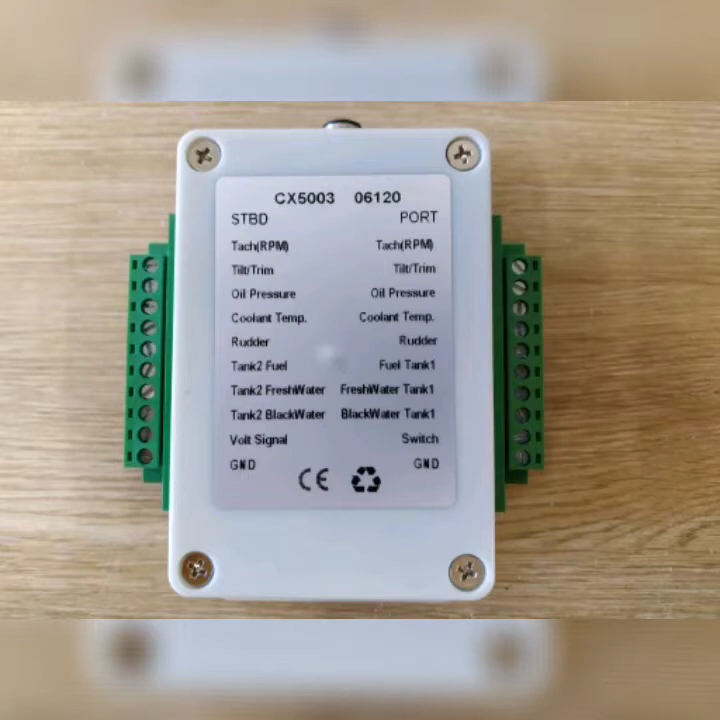 CX5003 06120
STBD PORT
Tach(RPM) Tach(RPM)
Tilt/Trim Tilt/Trim
Oil Pressure Oil Pressure
Coolant Temp. Coolant Temp.
Rudder Rudder
Tank2 Fuel Fuel Tank1
Tank2 FreshWater FreshWater Tank1
Tank2 BlackWater BlackWater Tank1
Volt Signal Switch
GND GND
CE